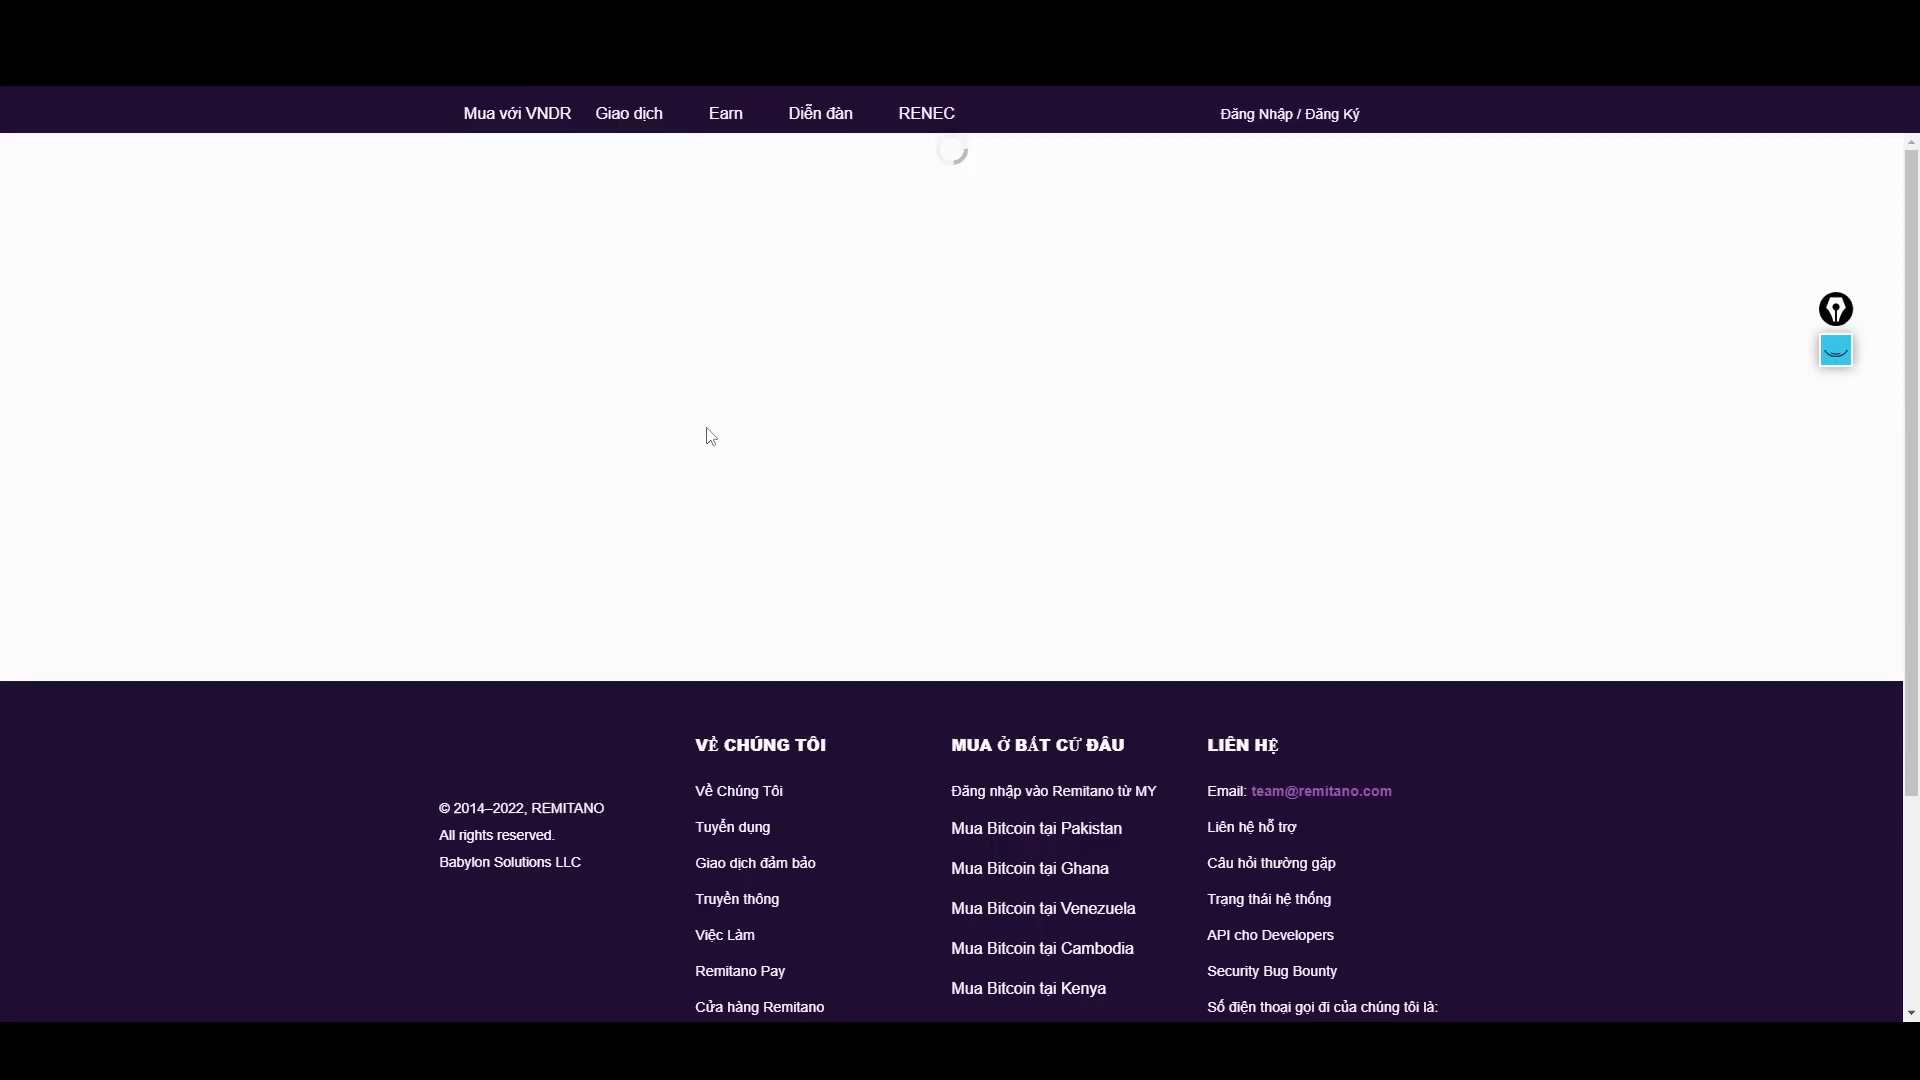 Mua với VNDR Giao dịch Earn Diễn đàn RENEC Đăng Nhập / Đăng Ký
© 2014–2022, REMITANO
All rights reserved.
Babylon Solutions LLC
VỀ CHÚNG TÔI
Về Chúng Tôi
Tuyển dụng
Giao dịch đảm bảo
Truyền thông
Việc Làm
Remitano Pay
Cửa hàng Remitano
MUA Ở BẤT CỨ ĐÂU
Đăng nhập vào Remitano từ MY
Mua Bitcoin tại Pakistan
Mua Bitcoin tại Ghana
Mua Bitcoin tại Venezuela
Mua Bitcoin tại Cambodia
Mua Bitcoin tại Kenya
LIÊN HỆ
Email: team@remitano.com
Liên hệ hỗ trợ
Câu hỏi thường gặp
Trạng thái hệ thống
API cho Developers
Security Bug Bounty
Số điện thoại gọi đi của chúng tôi là: